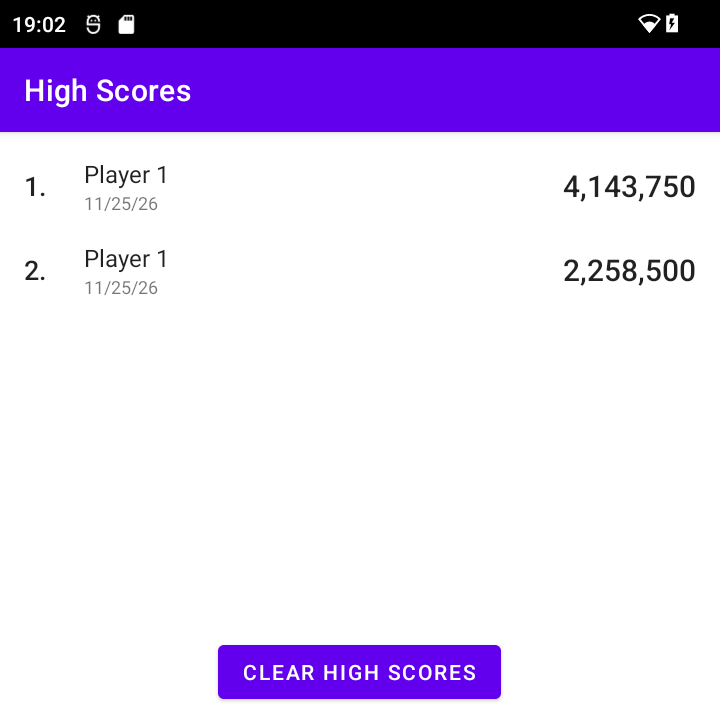 19:02
High Scores
1.
Player 1
11/25/26
4,143,750
2.
Player 1
11/25/26
2,258,500
CLEAR HIGH SCORES